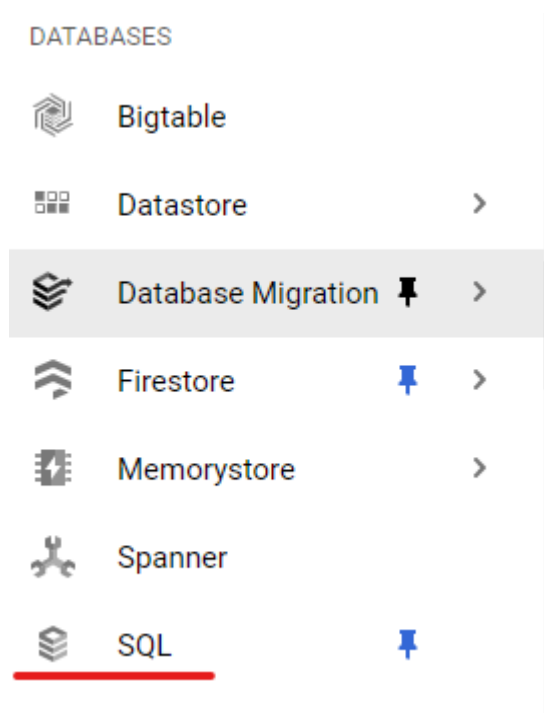 DATABASES
Bigtable
Datastore
Database Migration
Firestore
Memorystore
Spanner
SQL